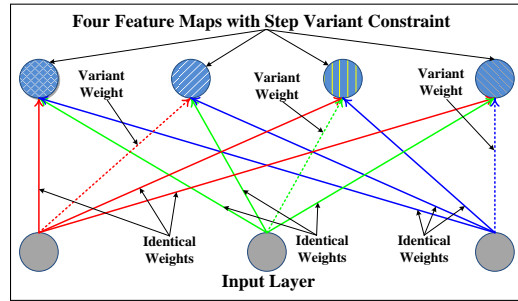 Four Feature Maps with Step Variant Constraint
Variant
Weight
Variant
Weight
Variant
Weight
Identical
Weights
Identical
Weights
Identical
Weights
Input Layer